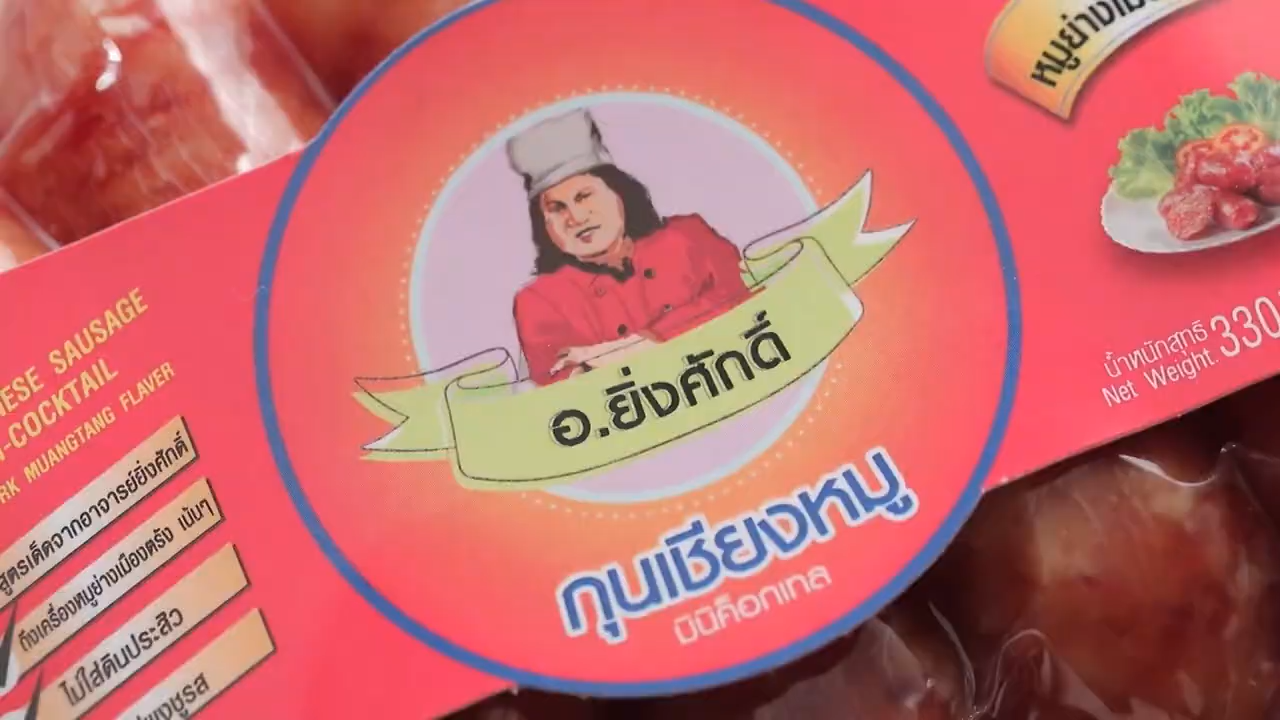 อ.ยิ่งศักดิ์
กุนเชียงหมู
มินิค็อกเทล
SAUSAGE
-COCKTAIL
MUANGTANG FLAVER
สูตรเด็ดจากอาจารย์ยิ่งศักดิ์
ถึงเครื่องหมูย่างเมืองตรัง เน้นๆ
ไม่ใส่ดินประสิว
ชูรส
หมูย่าง
น้ำหนักสุทธิ
Net Weight. 330